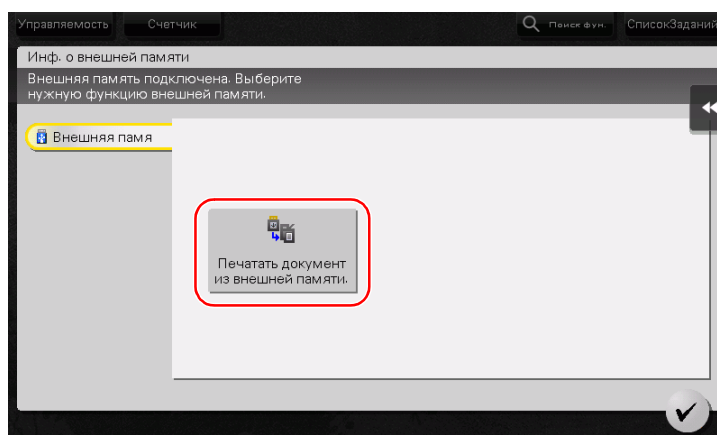 Управляемость Счетчик Поиск фун. СписокЗаданий
Инф. о внешней памяти
Внешняя память подключена. Выберите
нужную функцию внешней памяти.
Внешняя памя
Печатать документ
из внешней памяти.